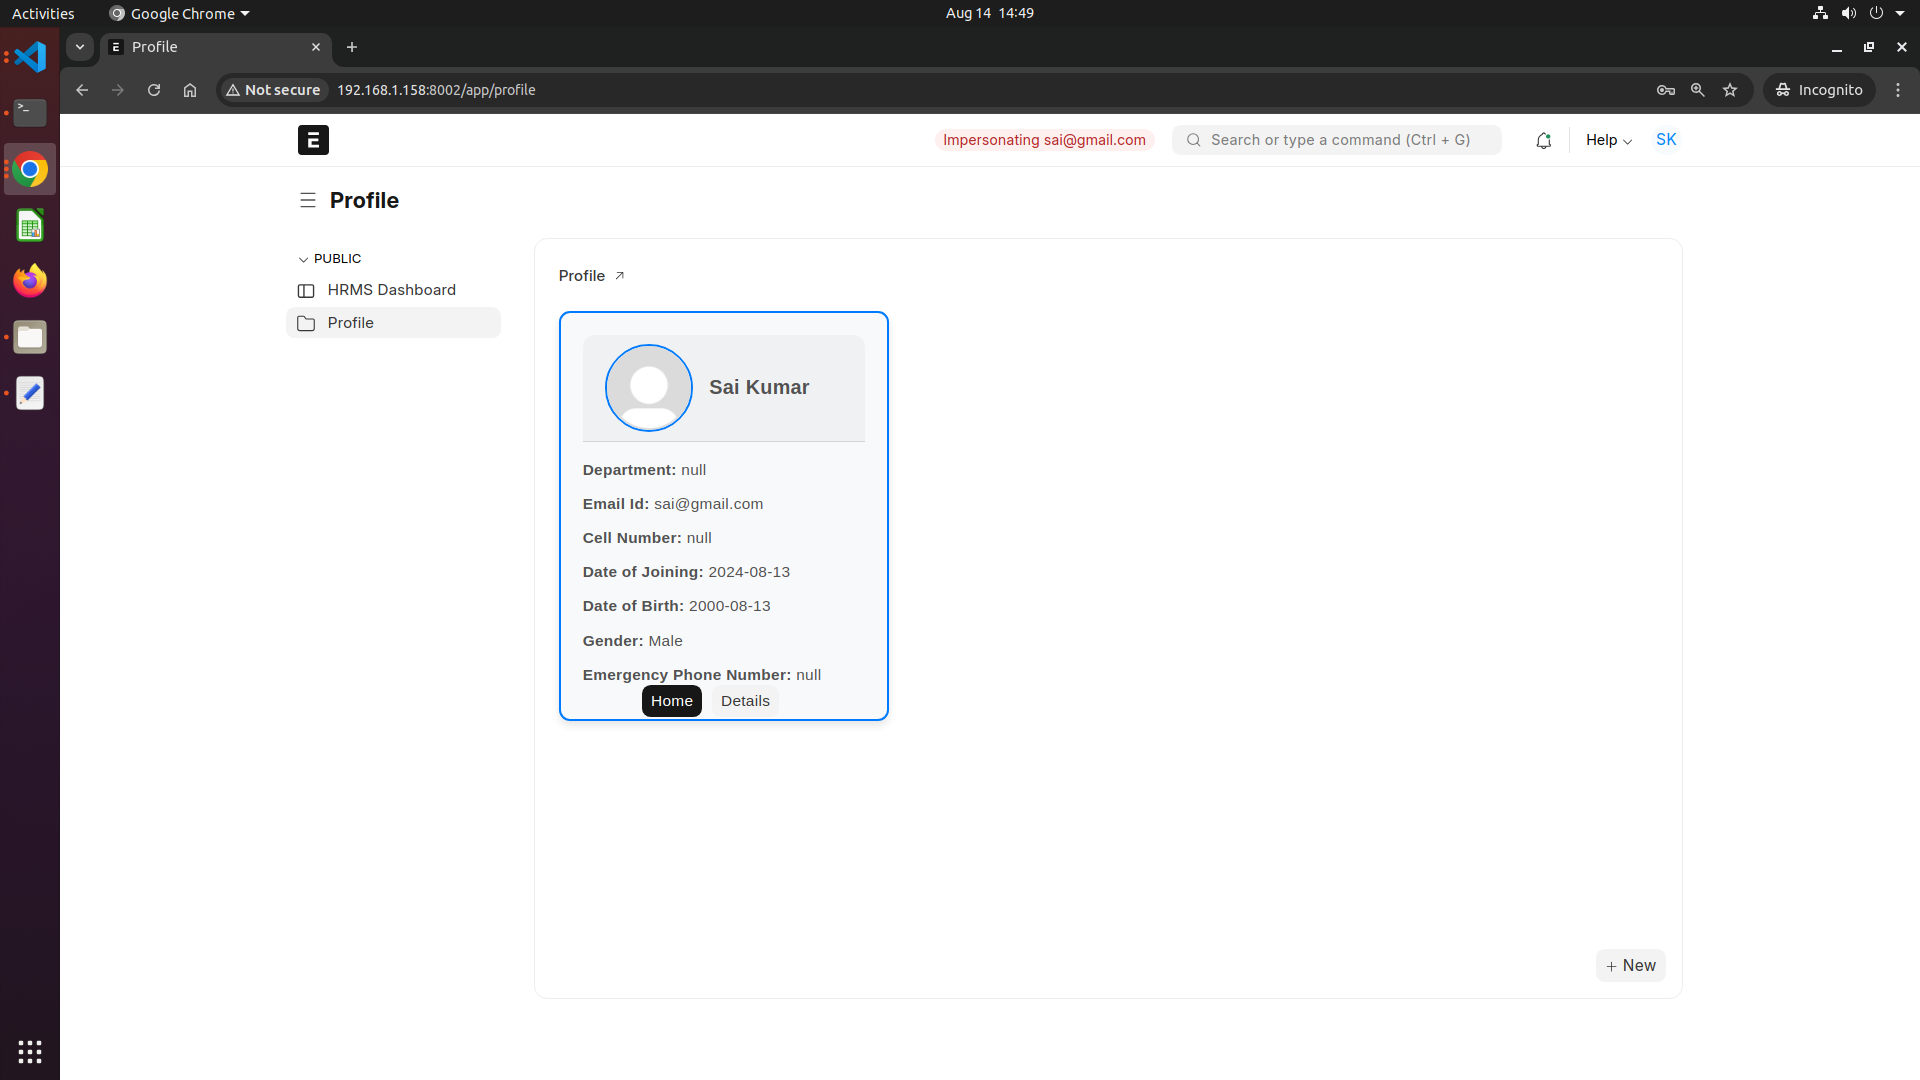 Activities
Google Chrome
Aug 14 14:49
Profile
Not secure
192.168.1.158:8002/app/profile
Incognito
Impersonating sai@gmail.com
Search or type a command (Ctrl + G)
Help
SK
Profile
PUBLIC
HRMS Dashboard
Profile
Profile
Sai Kumar
Department: null
Email Id: sai@gmail.com
Cell Number: null
Date of Joining: 2024-08-13
Date of Birth: 2000-08-13
Gender: Male
Emergency Phone Number: null
Home
Details
+ New